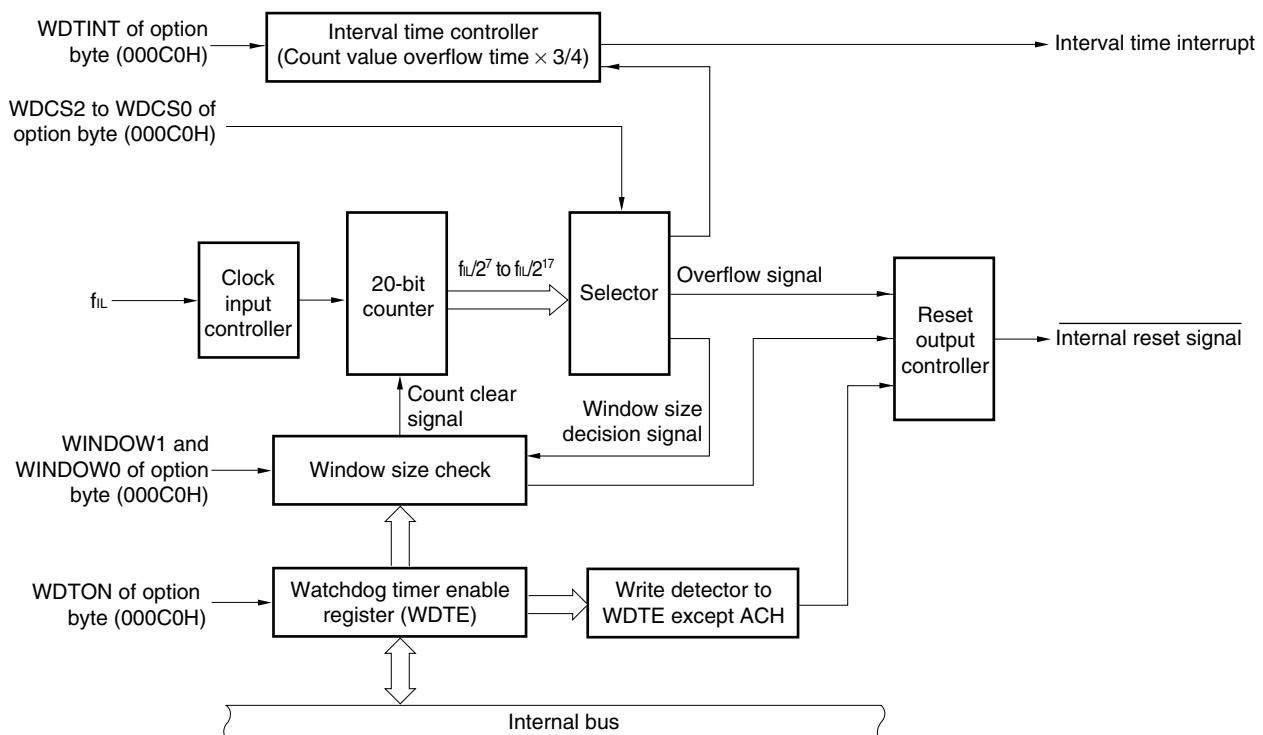 WDTINT of option
byte (000C0H)
Interval time controller
(Count value overflow time × 3/4)
Interval time interrupt
WDCS2 to WDCS0 of
option byte (000C0H)
fIL
Clock
input
controller
20-bit
counter
fIL/2⁷ to fIL/2¹⁷
Selector
Overflow signal
Reset
output
controller
Internal reset signal
Count clear
signal
Window size
decision signal
WINDOW1 and
WINDOW0 of option
byte (000C0H)
Window size check
WDTON of option
byte (000C0H)
Watchdog timer enable
register (WDTE)
Write detector to
WDTE except ACH
Internal bus